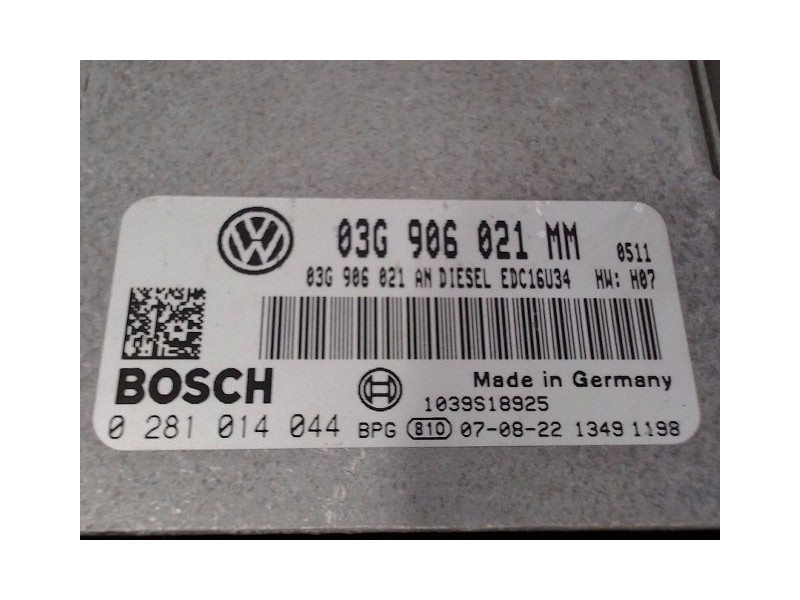 03G 906 021 MM 0511
03G 906 021 AN DIESEL EDC16U34 HW: H07
BOSCH
Made in Germany
1039S18925
0 281 014 044 BPG 810 07-08-22 1349 1198